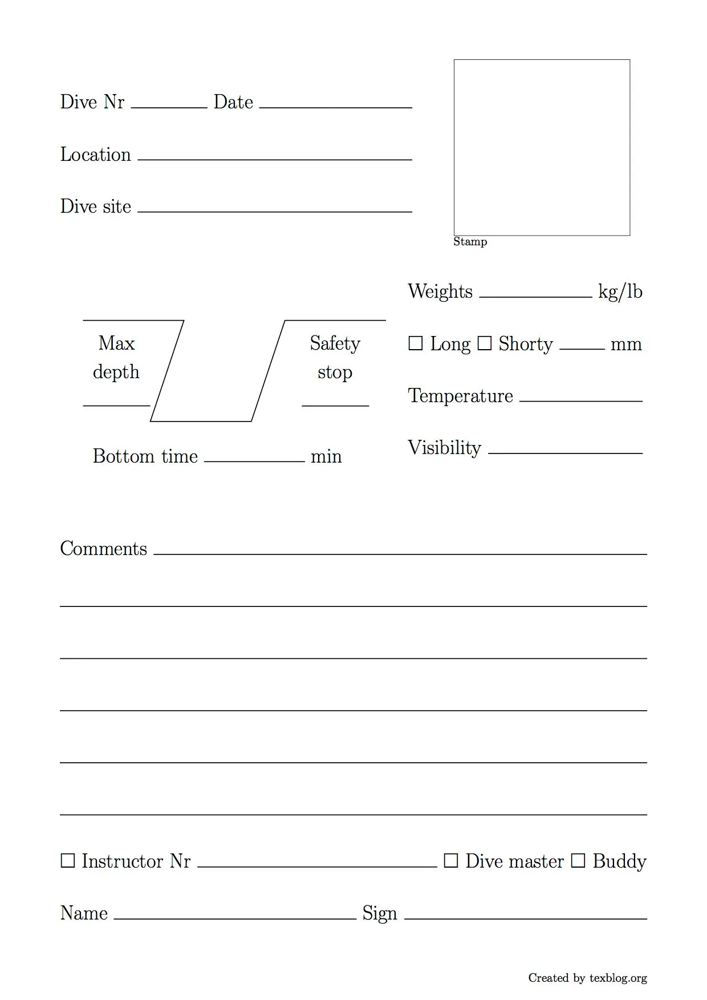 Dive Nr Date
Location
Dive site
Stamp
Weights kg/lb
Max depth
Safety stop
☐ Long ☐ Shorty mm
Temperature
Visibility
Bottom time min
Comments
☐ Instructor Nr ☐ Dive master ☐ Buddy
Name Sign
Created by texblog.org